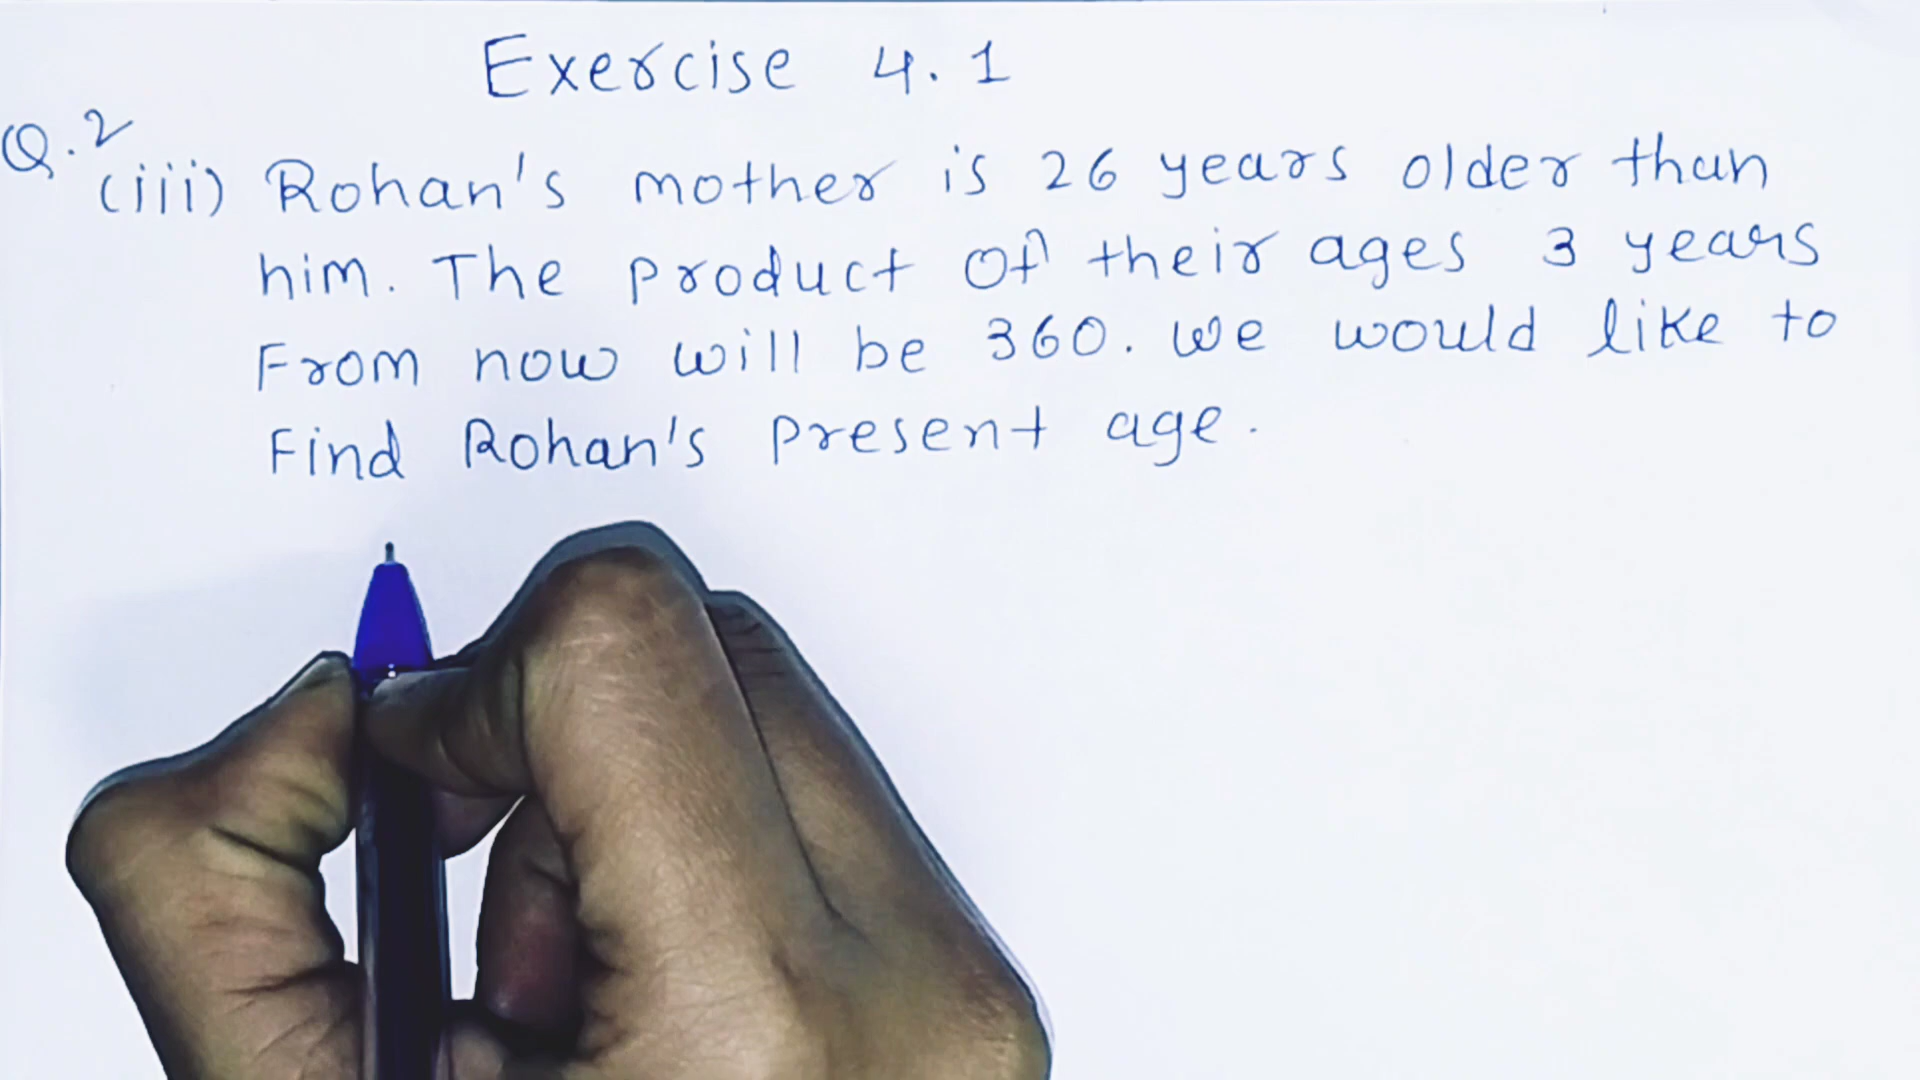 Exercise 4.1
Q.2
(iii) Rohan's mother is 26 years older than
him. The product of their ages 3 years
From now will be 360. we would like to
Find Rohan's present age.